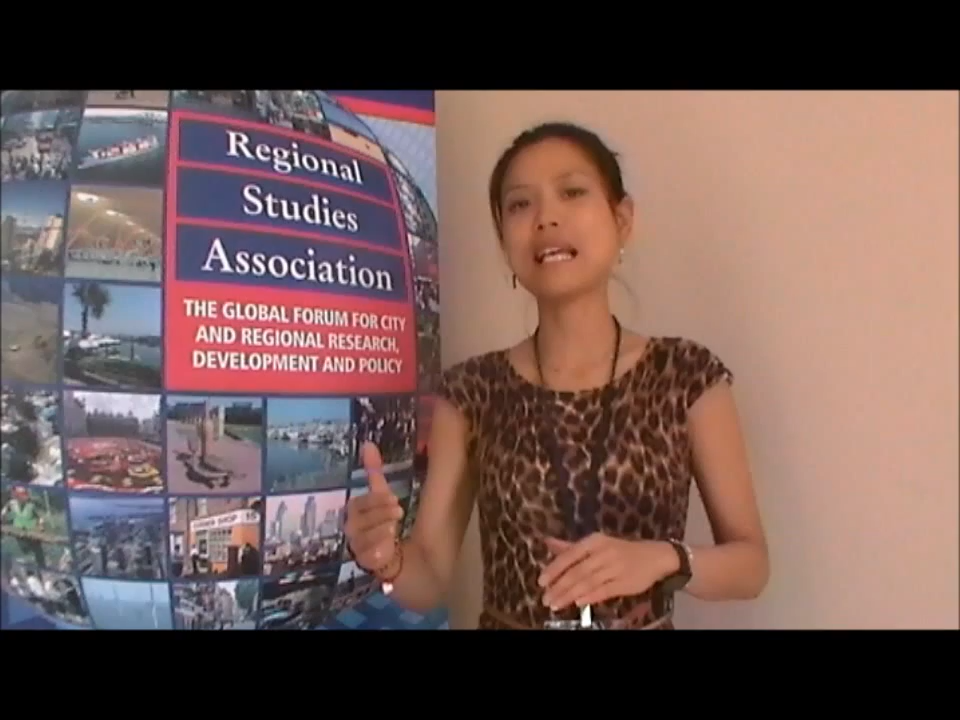 Regional
Studies
Association
THE GLOBAL FORUM FOR CITY
AND REGIONAL RESEARCH,
DEVELOPMENT AND POLICY